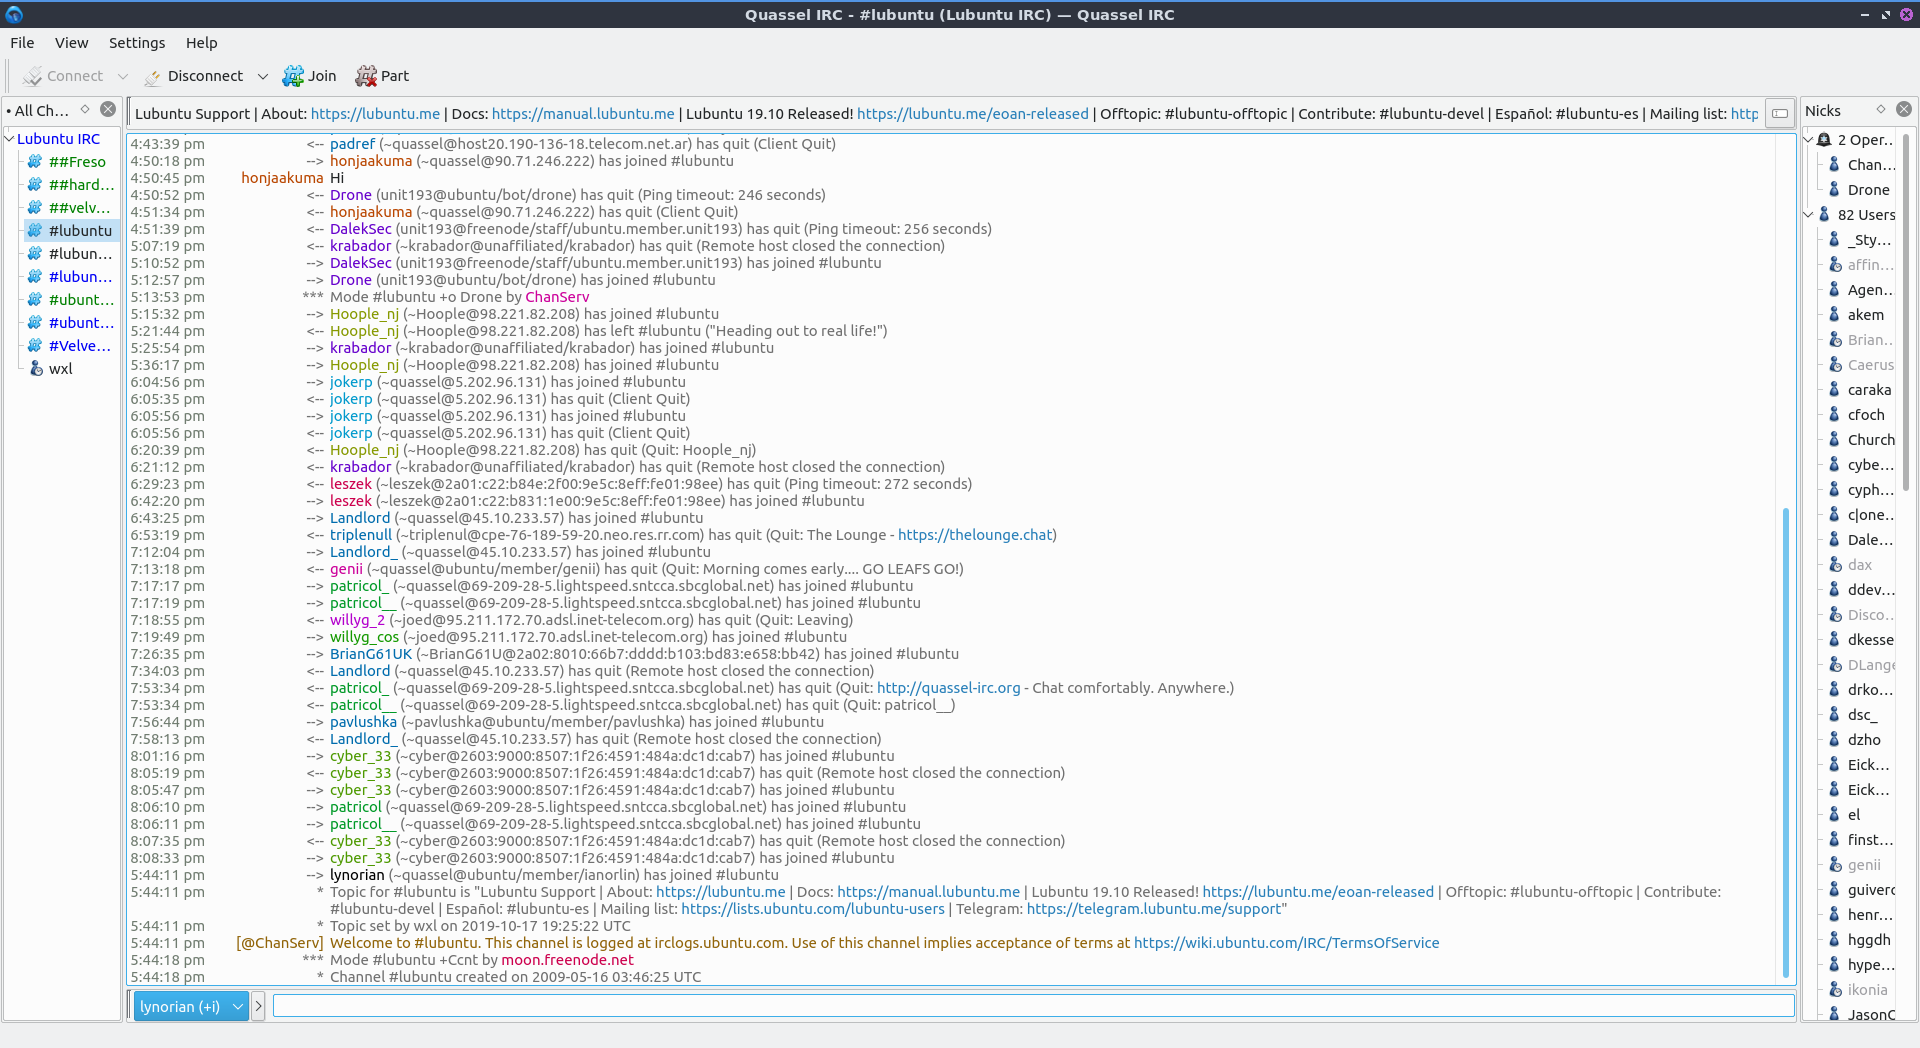 Quassel IRC - #lubuntu (Lubuntu IRC) — Quassel IRC
File View Settings Help
Connect Disconnect Join Part
• All Ch...
Lubuntu IRC
##Freso
##hard...
##velv...
#lubuntu
#lubun...
#lubun...
#ubunt...
#ubunt...
#Velve...
wxl
Lubuntu Support | About: https://lubuntu.me | Docs: https://manual.lubuntu.me | Lubuntu 19.10 Released! https://lubuntu.me/eoan-released | Offtopic: #lubuntu-offtopic | Contribute: #lubuntu-devel | Español: #lubuntu-es | Mailing list: http
4:43:39 pm <-- padref (~quassel@host20.190-136-18.telecom.net.ar) has quit (Client Quit)
4:50:18 pm --> honjaakuma (~quassel@90.71.246.222) has joined #lubuntu
4:50:45 pm honjaakuma Hi
4:50:52 pm <-- Drone (unit193@ubuntu/bot/drone) has quit (Ping timeout: 246 seconds)
4:51:34 pm <-- honjaakuma (~quassel@90.71.246.222) has quit (Client Quit)
4:51:39 pm <-- DalekSec (unit193@freenode/staff/ubuntu.member.unit193) has quit (Ping timeout: 256 seconds)
5:07:19 pm <-- krabador (~krabador@unaffiliated/krabador) has quit (Remote host closed the connection)
5:10:52 pm --> DalekSec (unit193@freenode/staff/ubuntu.member.unit193) has joined #lubuntu
5:12:57 pm --> Drone (unit193@ubuntu/bot/drone) has joined #lubuntu
5:13:53 pm *** Mode #lubuntu +o Drone by ChanServ
5:15:32 pm --> Hoople_nj (~Hoople@98.221.82.208) has joined #lubuntu
5:21:44 pm <-- Hoople_nj (~Hoople@98.221.82.208) has left #lubuntu ("Heading out to real life!")
5:25:54 pm --> krabador (~krabador@unaffiliated/krabador) has joined #lubuntu
5:36:17 pm --> Hoople_nj (~Hoople@98.221.82.208) has joined #lubuntu
6:04:56 pm --> jokerp (~quassel@5.202.96.131) has joined #lubuntu
6:05:35 pm <-- jokerp (~quassel@5.202.96.131) has quit (Client Quit)
6:05:56 pm --> jokerp (~quassel@5.202.96.131) has joined #lubuntu
6:05:56 pm <-- jokerp (~quassel@5.202.96.131) has quit (Client Quit)
6:20:39 pm <-- Hoople_nj (~Hoople@98.221.82.208) has quit (Quit: Hoople_nj)
6:21:12 pm <-- krabador (~krabador@unaffiliated/krabador) has quit (Remote host closed the connection)
6:29:23 pm <-- leszek (~leszek@2a01:c22:b84e:2f00:9e5c:8eff:fe01:98ee) has quit (Ping timeout: 272 seconds)
6:42:20 pm --> leszek (~leszek@2a01:c22:b831:1e00:9e5c:8eff:fe01:98ee) has joined #lubuntu
6:43:25 pm --> Landlord (~quassel@45.10.233.57) has joined #lubuntu
6:53:19 pm <-- triplenull (~triplenul@cpe-76-189-59-20.neo.res.rr.com) has quit (Quit: The Lounge - https://thelounge.chat)
7:12:04 pm --> Landlord_ (~quassel@45.10.233.57) has joined #lubuntu
7:13:18 pm <-- genii (~quassel@ubuntu/member/genii) has quit (Quit: Morning comes early.... GO LEAFS GO!)
7:17:17 pm --> patricol_ (~quassel@69-209-28-5.lightspeed.sntcca.sbcglobal.net) has joined #lubuntu
7:17:19 pm --> patricol__ (~quassel@69-209-28-5.lightspeed.sntcca.sbcglobal.net) has joined #lubuntu
7:18:55 pm <-- willyg_2 (~joed@95.211.172.70.adsl.inet-telecom.org) has quit (Quit: Leaving)
7:19:49 pm --> willyg_cos (~joed@95.211.172.70.adsl.inet-telecom.org) has joined #lubuntu
7:26:35 pm --> BrianG61UK (~BrianG61U@2a02:8010:66b7:dddd:b103:bd83:e658:bb42) has joined #lubuntu
7:34:03 pm <-- Landlord (~quassel@45.10.233.57) has quit (Remote host closed the connection)
7:53:34 pm <-- patricol_ (~quassel@69-209-28-5.lightspeed.sntcca.sbcglobal.net) has quit (Quit: http://quassel-irc.org - Chat comfortably. Anywhere.)
7:53:34 pm <-- patricol__ (~quassel@69-209-28-5.lightspeed.sntcca.sbcglobal.net) has quit (Quit: patricol__)
7:56:44 pm --> pavlushka (~pavlushka@ubuntu/member/pavlushka) has joined #lubuntu
7:58:13 pm <-- Landlord_ (~quassel@45.10.233.57) has quit (Remote host closed the connection)
8:01:16 pm --> cyber_33 (~cyber@2603:9000:8507:1f26:4591:484a:dc1d:cab7) has joined #lubuntu
8:05:19 pm <-- cyber_33 (~cyber@2603:9000:8507:1f26:4591:484a:dc1d:cab7) has quit (Remote host closed the connection)
8:05:47 pm --> cyber_33 (~cyber@2603:9000:8507:1f26:4591:484a:dc1d:cab7) has joined #lubuntu
8:06:10 pm --> patricol (~quassel@69-209-28-5.lightspeed.sntcca.sbcglobal.net) has joined #lubuntu
8:06:11 pm --> patricol__ (~quassel@69-209-28-5.lightspeed.sntcca.sbcglobal.net) has joined #lubuntu
8:07:35 pm <-- cyber_33 (~cyber@2603:9000:8507:1f26:4591:484a:dc1d:cab7) has quit (Remote host closed the connection)
8:08:33 pm --> cyber_33 (~cyber@2603:9000:8507:1f26:4591:484a:dc1d:cab7) has joined #lubuntu
5:44:11 pm --> lynorian (~quassel@ubuntu/member/ianorlin) has joined #lubuntu
5:44:11 pm * Topic for #lubuntu is "Lubuntu Support | About: https://lubuntu.me | Docs: https://manual.lubuntu.me | Lubuntu 19.10 Released! https://lubuntu.me/eoan-released | Offtopic: #lubuntu-offtopic | Contribute:
#lubuntu-devel | Español: #lubuntu-es | Mailing list: https://lists.ubuntu.com/lubuntu-users | Telegram: https://telegram.lubuntu.me/support"
5:44:11 pm * Topic set by wxl on 2019-10-17 19:25:22 UTC
5:44:11 pm [@ChanServ] Welcome to #lubuntu. This channel is logged at irclogs.ubuntu.com. Use of this channel implies acceptance of terms at https://wiki.ubuntu.com/IRC/TermsOfService
5:44:18 pm *** Mode #lubuntu +Ccnt by moon.freenode.net
5:44:18 pm * Channel #lubuntu created on 2009-05-16 03:46:25 UTC
lynorian (+i)
Nicks
2 Oper...
Chan...
Drone
82 Users
_Sty...
affin...
Agen...
akem
Brian...
Caerus
caraka
cfoch
Church
cybe...
cyph...
c|one...
Dale...
dax
ddev...
Disco...
dkesse
DLange
drko...
dsc_
dzho
Eick...
Eick...
el
finst...
genii
guiverc
henr...
hggdh
hype...
ikonia
JasonC